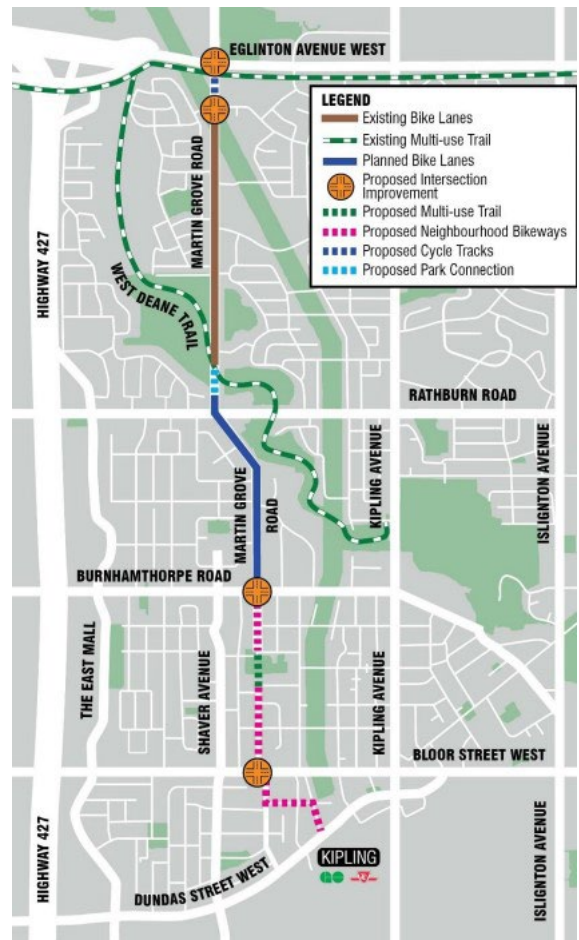 EGLINTON AVENUE WEST
LEGEND
Existing Bike Lanes
Existing Multi-use Trail
Planned Bike Lanes
Proposed Intersection
Improvement
Proposed Multi-use Trail
Proposed Neighbourhood Bikeways
Proposed Cycle Tracks
Proposed Park Connection
MARTIN GROVE ROAD
HIGHWAY 427
WEST DEANE TRAIL
RATHBURN ROAD
KIPLING AVENUE
ISLIGNTON AVENUE
MARTIN GROVE
ROAD
BURNHAMTHORPE ROAD
THE EAST MALL
SHAVER AVENUE
KIPLING AVENUE
BLOOR STREET WEST
HIGHWAY 427
KIPLING
GO
DUNDAS STREET WEST
ISLIGNTON AVENUE